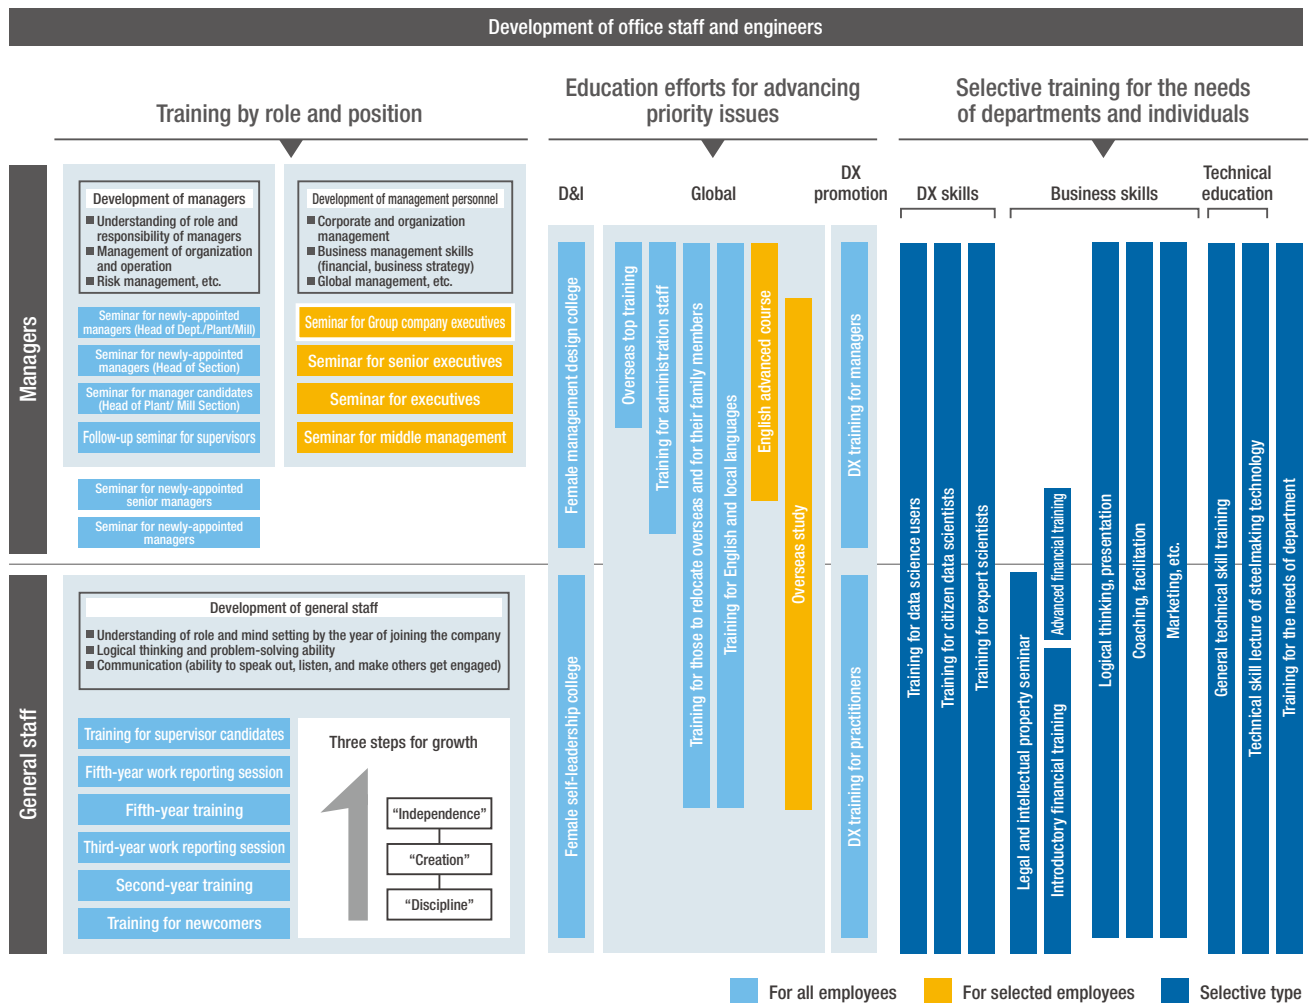 Development of office staff and engineers
Training by role and position
Education efforts for advancing
priority issues
Selective training for the needs
of departments and individuals
Managers
Development of managers
Understanding of role and
responsibility of managers
Management of organization
and operation
Risk management, etc.
Seminar for newly-appointed
managers (Head of Dept./Plant/Mill)
Seminar for newly-appointed
managers (Head of Section)
Seminar for manager candidates
(Head of Plant/ Mill Section)
Follow-up seminar for supervisors
Seminar for newly-appointed
senior managers
Seminar for newly-appointed
managers
Development of management personnel
Corporate and organization
management
Business management skills
(financial, business strategy)
Global management, etc.
Seminar for Group company executives
Seminar for senior executives
Seminar for executives
Seminar for middle management
General staff
Development of general staff
Understanding of role and mind setting by the year of joining the company
Logical thinking and problem-solving ability
Communication (ability to speak out, listen, and make others get engaged)
Training for supervisor candidates
Fifth-year work reporting session
Fifth-year training
Third-year work reporting session
Second-year training
Training for newcomers
Three steps for growth
“Independence”
“Creation”
“Discipline”
D&I
Female management design college
Female self-leadership college
Global
Overseas top training
Training for administration staff
Training for those to relocate overseas and for their family members
Training for English and local languages
English advanced course
Overseas study
DX
promotion
DX training for managers
DX training for practitioners
DX skills
Training for data science users
Training for citizen data scientists
Training for expert scientists
Business skills
Legal and intellectual property seminar
Advanced financial training
Introductory financial training
Logical thinking, presentation
Coaching, facilitation
Marketing, etc.
Technical
education
General technical skill training
Technical skill lecture of steelmaking technology
Training for the needs of department
For all employees
For selected employees
Selective type